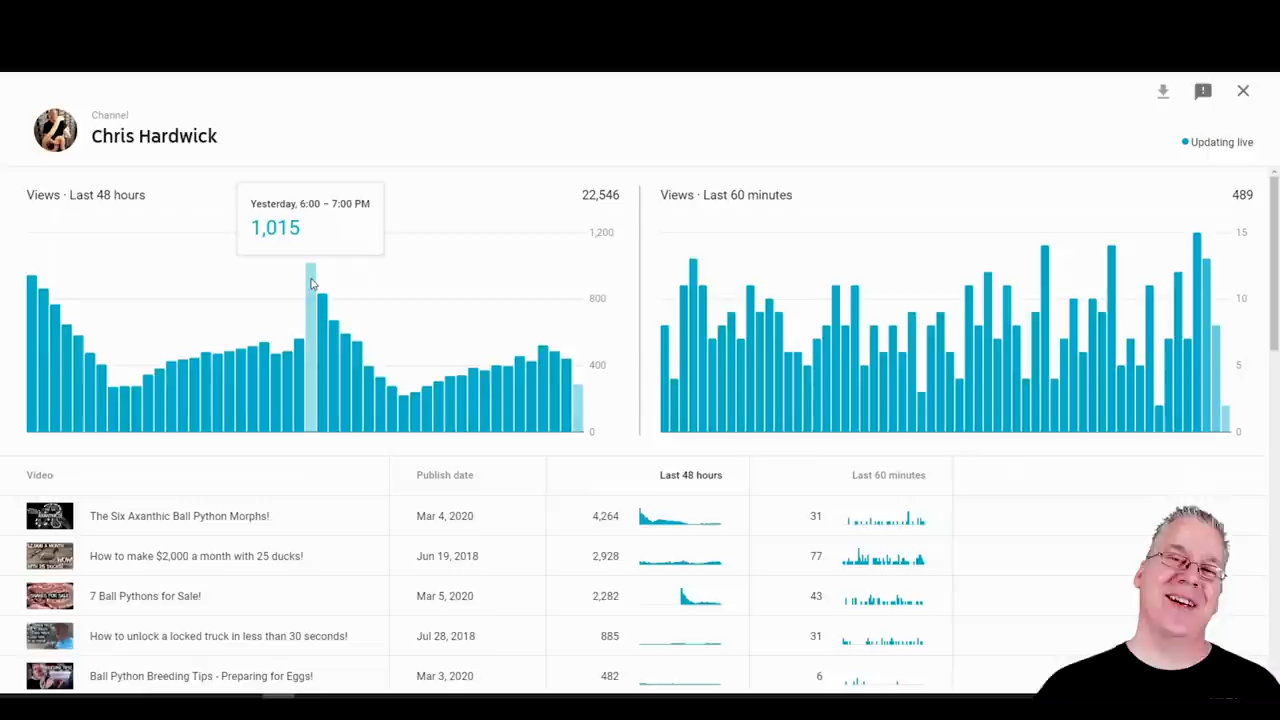 Channel
Chris Hardwick
Updating live
Views · Last 48 hours 22,546
Yesterday, 6:00 – 7:00 PM
1,015
1,200
800
400
0
Views · Last 60 minutes 489
15
10
5
0
Video Publish date Last 48 hours Last 60 minutes
The Six Axanthic Ball Python Morphs! Mar 4, 2020 4,264 31
How to make $2,000 a month with 25 ducks! Jun 19, 2018 2,928 77
7 Ball Pythons for Sale! Mar 5, 2020 2,282 43
How to unlock a locked truck in less than 30 seconds! Jul 28, 2018 885 31
Ball Python Breeding Tips - Preparing for Eggs! Mar 3, 2020 482 6